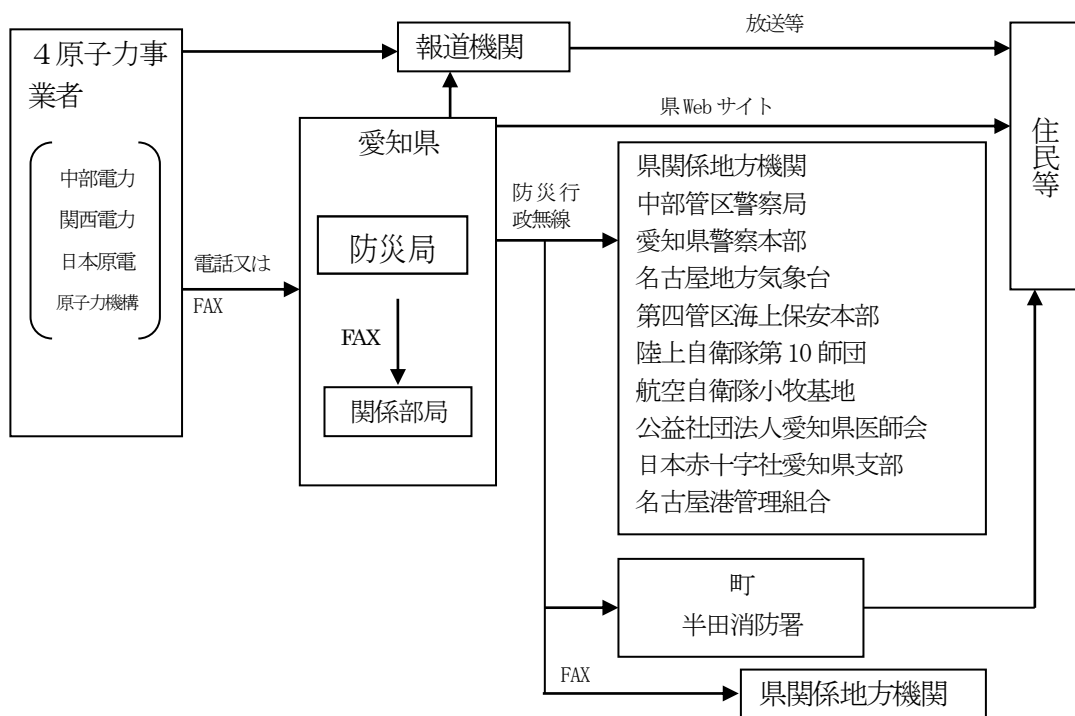 ４原子力事
業者
中部電力
関西電力
日本原電
原子力機構
電話又は
FAX
報道機関
放送等
愛知県
防災局
FAX
関係部局
県 Web サイト
防災行
政無線
県関係地方機関
中部管区警察局
愛知県警察本部
名古屋地方気象台
第四管区海上保安本部
陸上自衛隊第 10 師団
航空自衛隊小牧基地
公益社団法人愛知県医師会
日本赤十字社愛知県支部
名古屋港管理組合
町
半田消防署
FAX
県関係地方機関
住民等